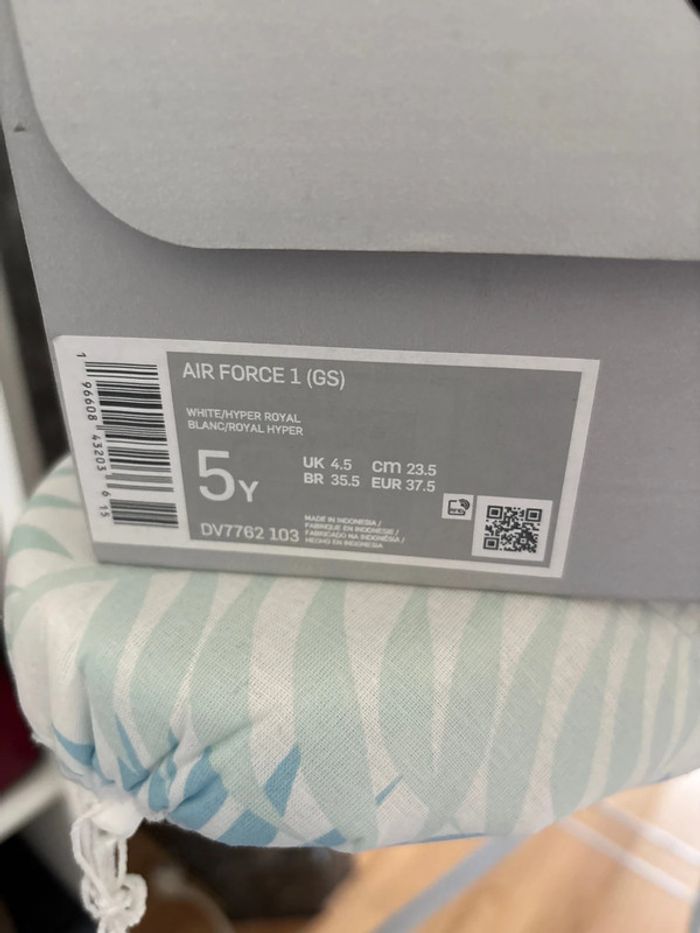 AIR FORCE 1 (GS)
WHITE/HYPER ROYAL
BLANC/ROYAL HYPER
5Y
UK 4.5 cm 23.5
BR 35.5 EUR 37.5
DV7762 103
MADE IN INDONESIA /
FABRIQUE EN INDONESIE /
FABRICADO NA INDONÉSIA /
HECHO EN INDONESIA
1 96608 43203 6 15